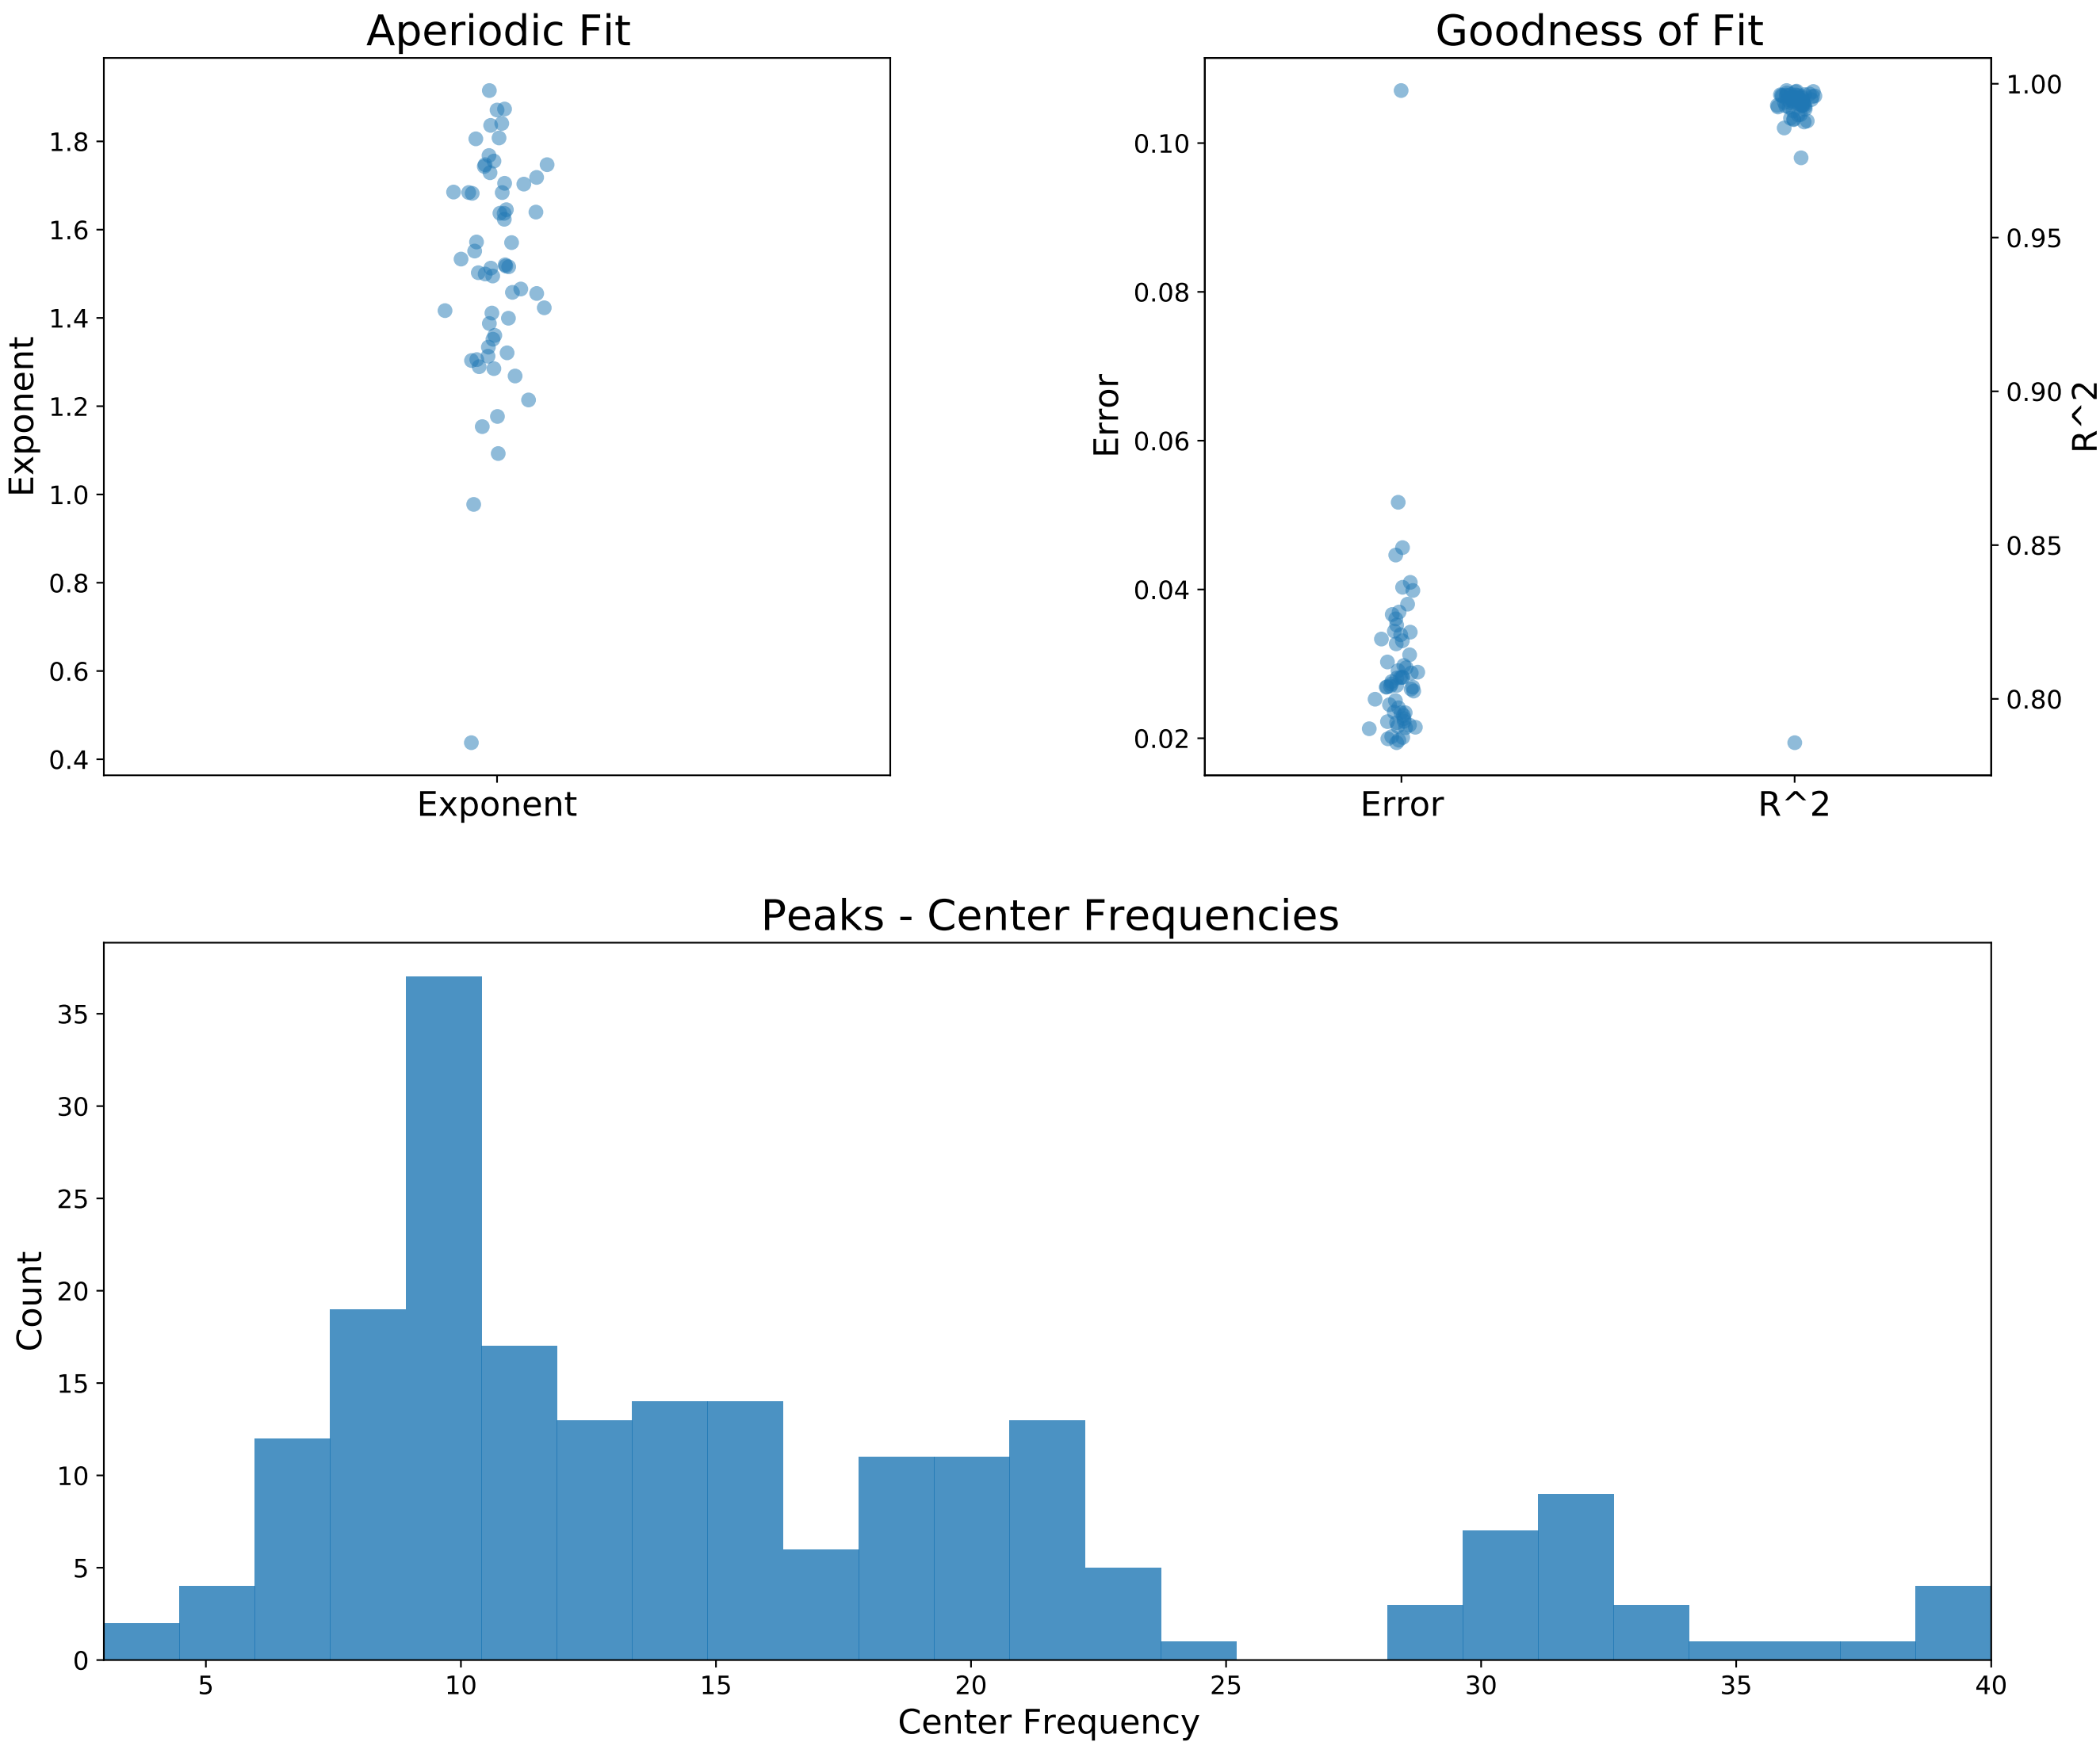 Aperiodic Fit
Exponent
1.8
1.6
1.4
1.2
1.0
0.8
0.6
0.4
Exponent
Goodness of Fit
Error
0.10
0.08
0.06
0.04
0.02
Error
R^2
1.00
0.95
0.90
0.85
0.80
R^2
Peaks - Center Frequencies
Count
35
30
25
20
15
10
5
0
5 10 15 20 25 30 35 40
Center Frequency